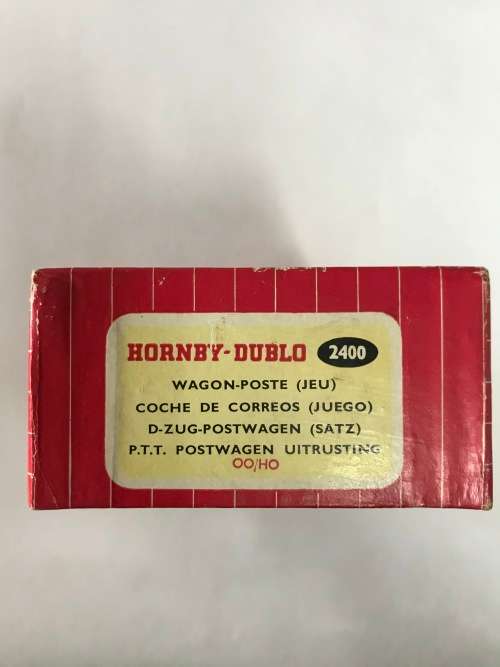 HORNBY-DUBLO 2400
WAGON-POSTE (JEU)
COCHE DE CORREOS (JUEGO)
D-ZUG-POSTWAGEN (SATZ)
P.T.T. POSTWAGEN UITRUSTING
OO/HO